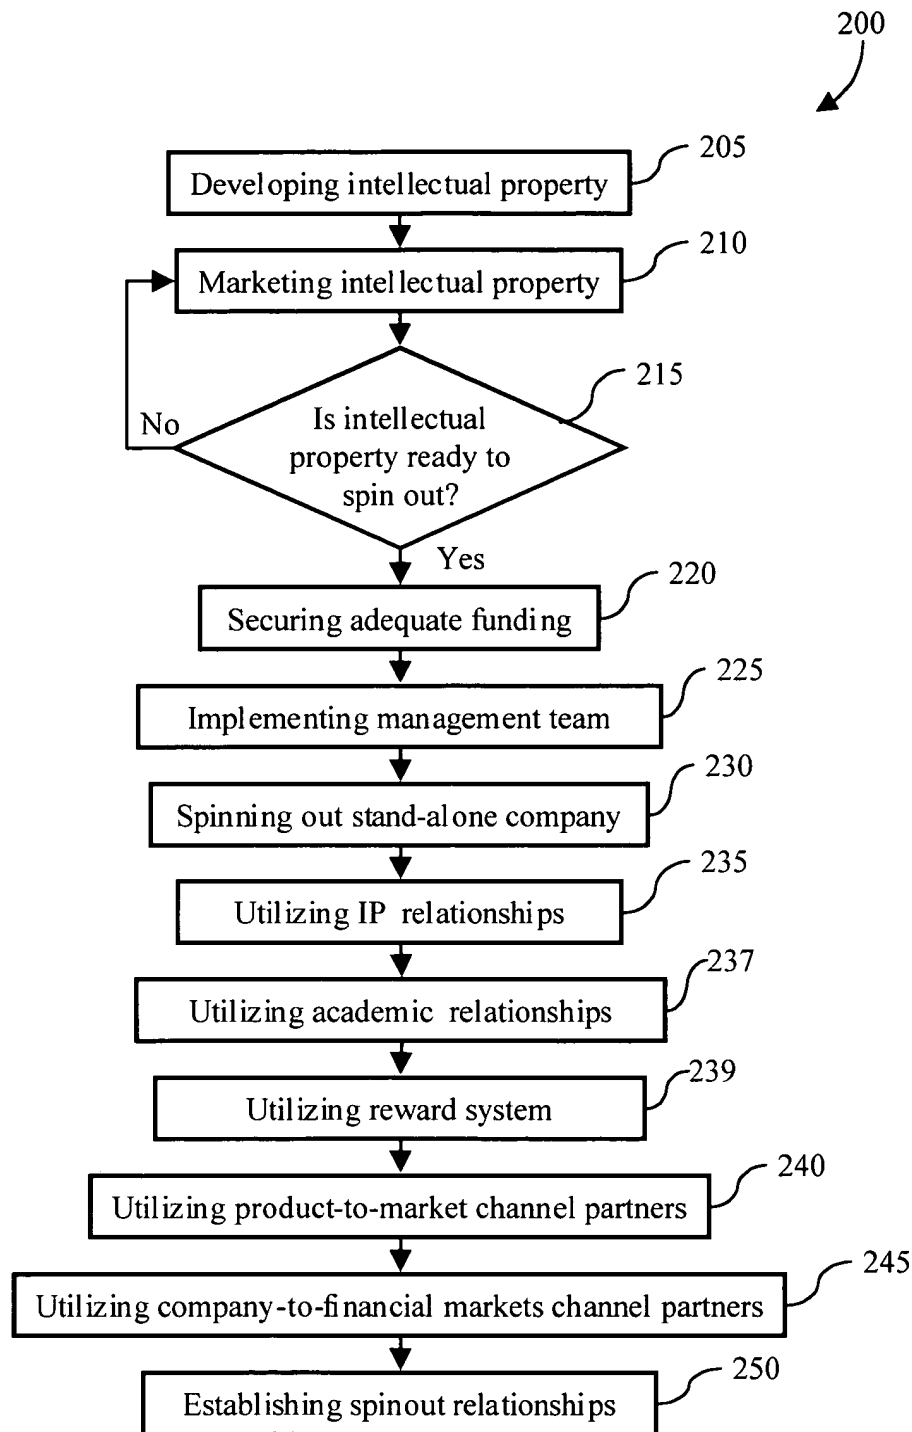 200
205
Developing intellectual property
210
Marketing intellectual property
215
No
Is intellectual
property ready to
spin out?
Yes
220
Securing adequate funding
225
Implementing management team
230
Spinning out stand-alone company
235
Utilizing IP relationships
237
Utilizing academic relationships
239
Utilizing reward system
240
Utilizing product-to-market channel partners
245
Utilizing company-to-financial markets channel partners
250
Establishing spinout relationships